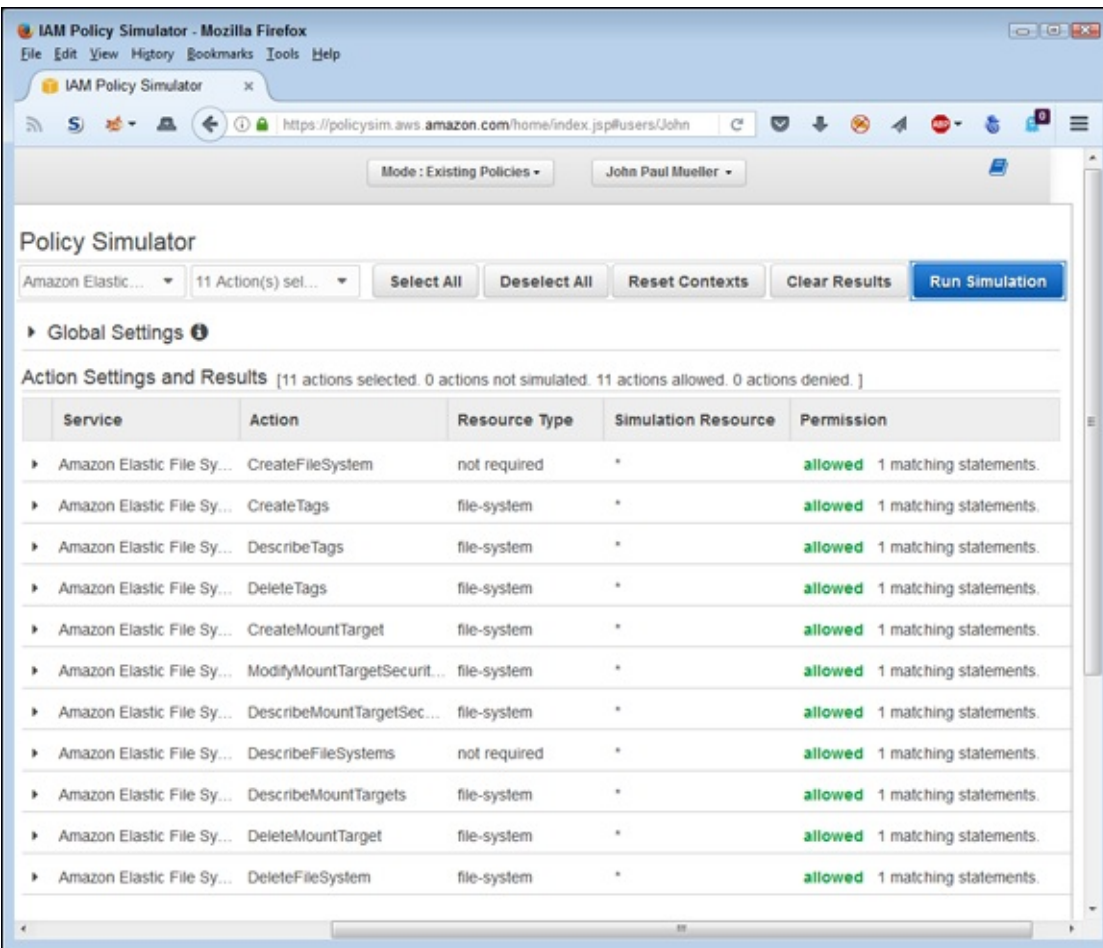 IAM Policy Simulator - Mozilla Firefox
File Edit View History Bookmarks Tools Help
IAM Policy Simulator ×
S) https://policysim.aws.amazon.com/home/index.jsp#users/John ABP 0
Mode : Existing Policies John Paul Mueller
Policy Simulator
Amazon Elastic... 11 Action(s) sel... Select All Deselect All Reset Contexts Clear Results Run Simulation
Global Settings
Action Settings and Results [11 actions selected. 0 actions not simulated. 11 actions allowed. 0 actions denied. ]
Service Action Resource Type Simulation Resource Permission
Amazon Elastic File Sy... CreateFileSystem not required * allowed 1 matching statements.
Amazon Elastic File Sy... CreateTags file-system * allowed 1 matching statements.
Amazon Elastic File Sy... DescribeTags file-system * allowed 1 matching statements.
Amazon Elastic File Sy... DeleteTags file-system * allowed 1 matching statements.
Amazon Elastic File Sy... CreateMountTarget file-system * allowed 1 matching statements.
Amazon Elastic File Sy... ModifyMountTargetSecurit... file-system * allowed 1 matching statements.
Amazon Elastic File Sy... DescribeMountTargetSec... file-system * allowed 1 matching statements.
Amazon Elastic File Sy... DescribeFileSystems not required * allowed 1 matching statements.
Amazon Elastic File Sy... DescribeMountTargets file-system * allowed 1 matching statements.
Amazon Elastic File Sy... DeleteMountTarget file-system * allowed 1 matching statements.
Amazon Elastic File Sy... DeleteFileSystem file-system * allowed 1 matching statements.